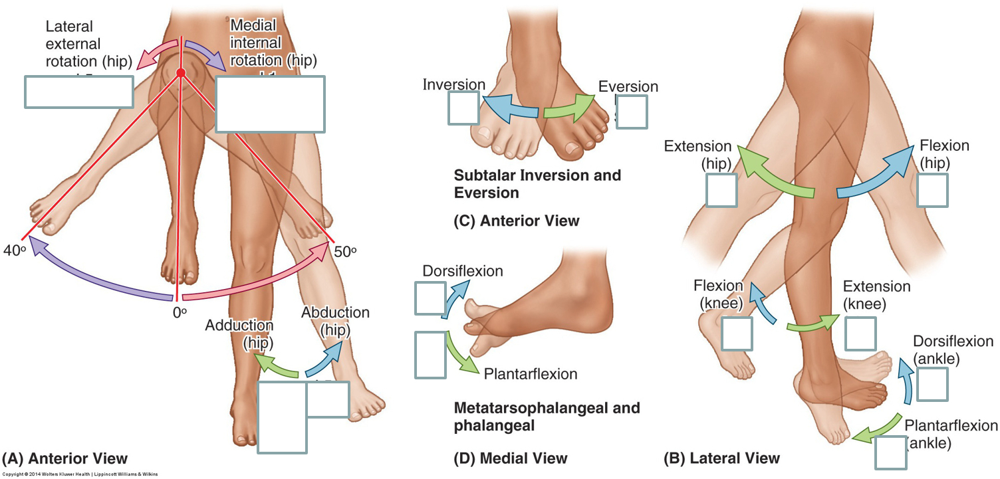 Lateral
external
rotation (hip)
Medial
internal
rotation (hip)
40º
50º
0º
Adduction
(hip)
Abduction
(hip)
(A) Anterior View
Copyright © 2014 Wolters Kluwer Health | Lippincott Williams & Wilkins
Inversion
Eversion
Subtalar Inversion and
Eversion
(C) Anterior View
Dorsiflexion
Plantarflexion
Metatarsophalangeal and
phalangeal
(D) Medial View
Extension
(hip)
Flexion
(hip)
Flexion
(knee)
Extension
(knee)
Dorsiflexion
(ankle)
Plantarflexion
(ankle)
(B) Lateral View